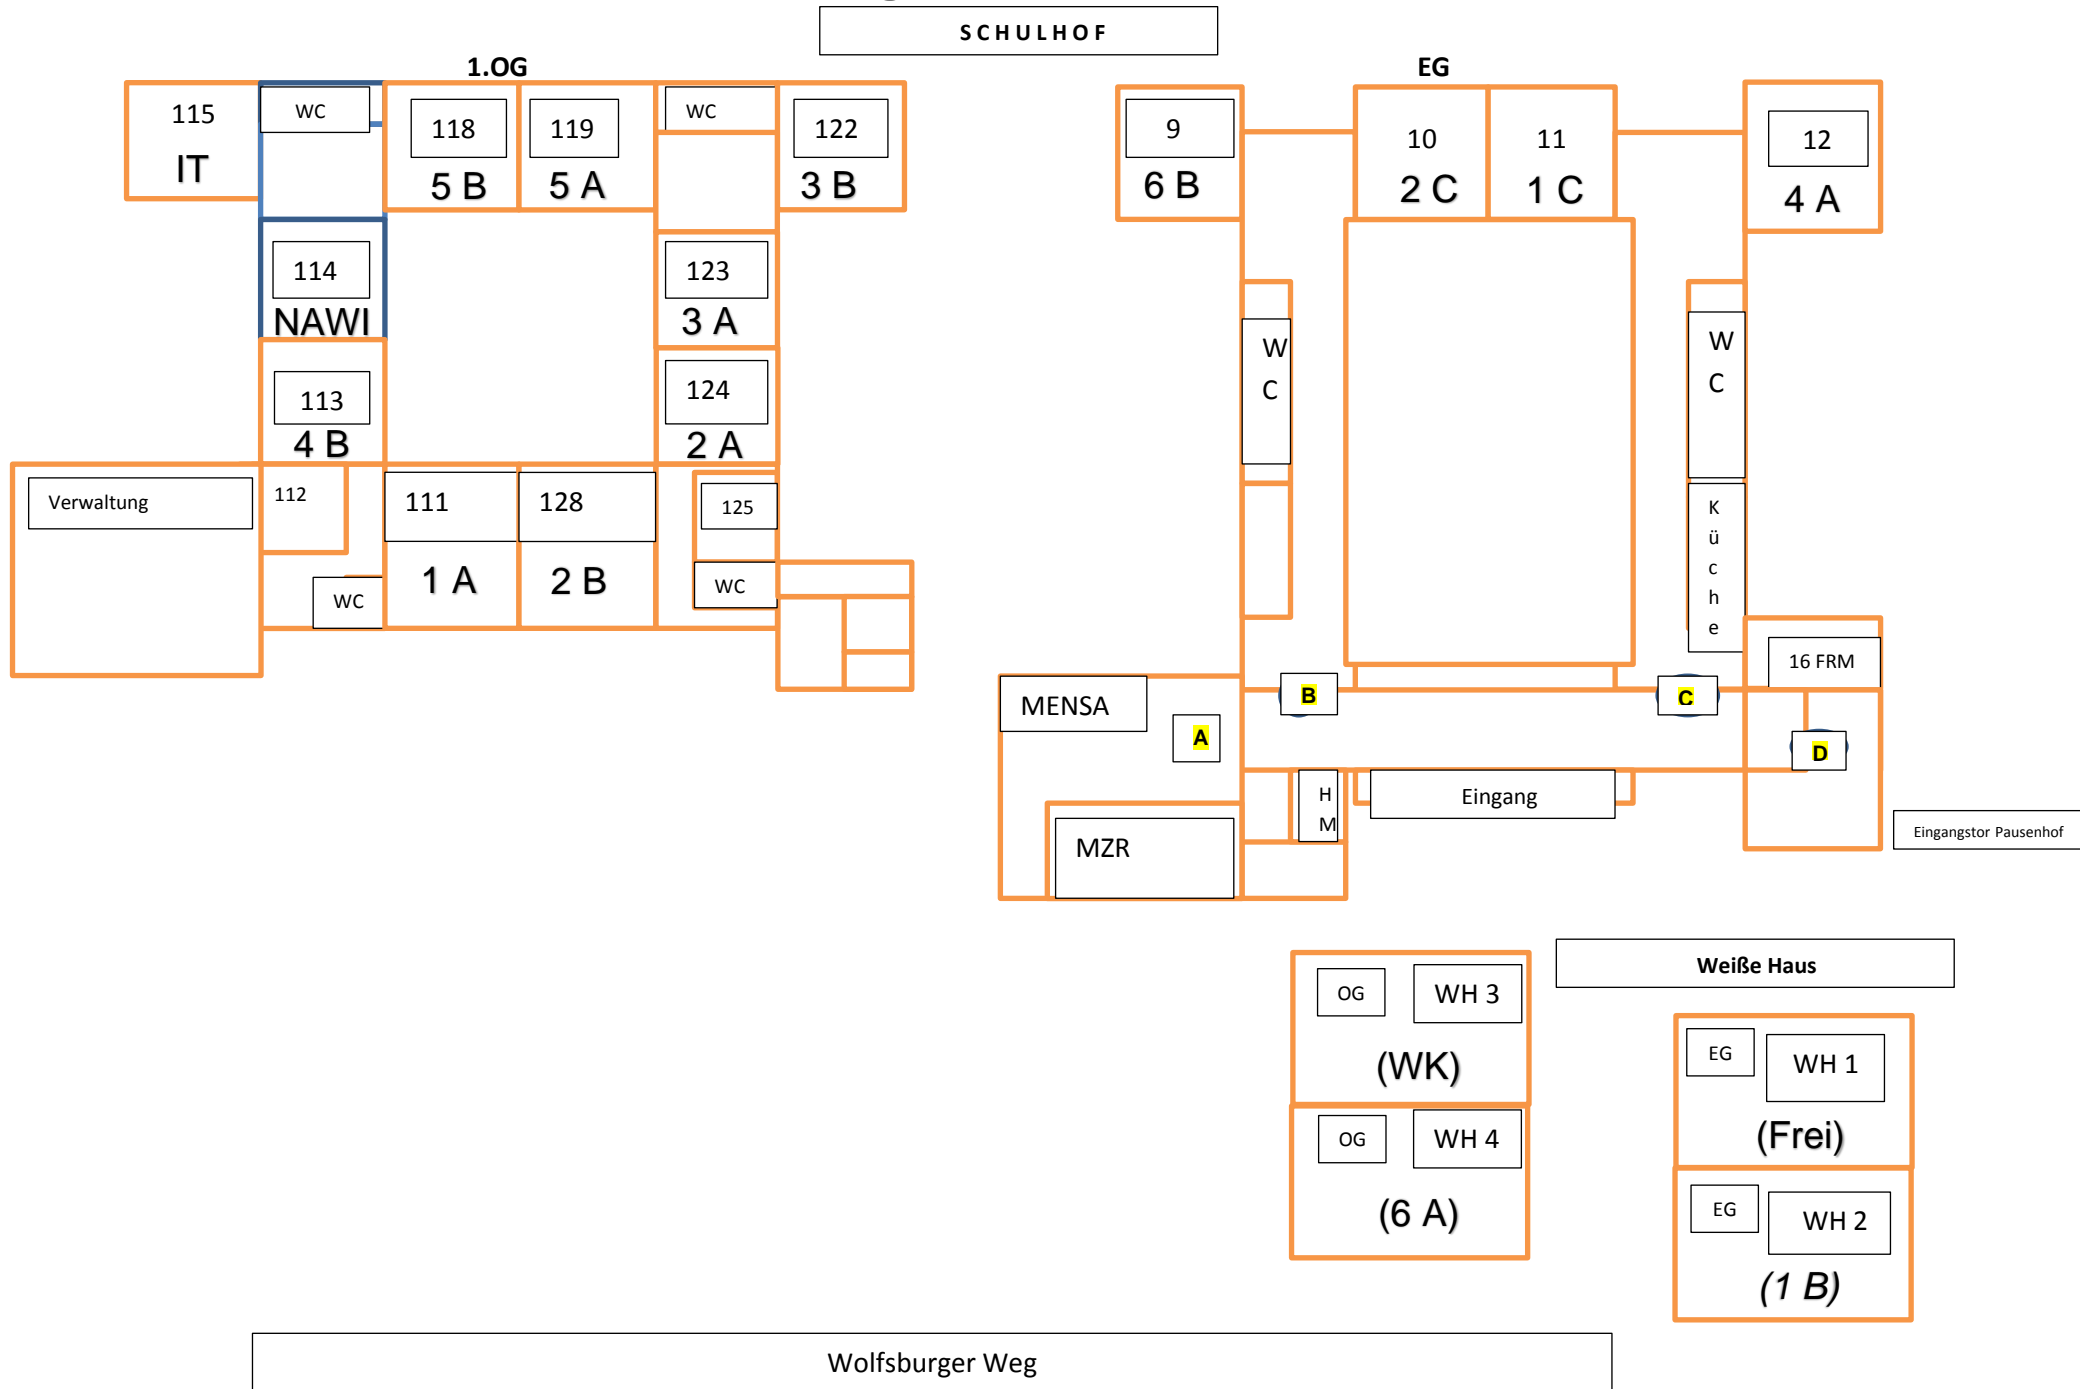 SCHULHOF
1.OG
EG
115
IT
WC
118
5 B
119
5 A
WC
122
3 B
114
NAWI
123
3 A
113
4 B
124
2 A
Verwaltung
112
111
1 A
128
2 B
125
WC
WC
9
6 B
10
2 C
11
1 C
12
4 A
W
C
W
C
K
ü
c
h
e
16 FRM
MENSA
A
B
C
D
H
M
Eingang
MZR
Eingangstor Pausenhof
Weiße Haus
OG
WH 3
(WK)
OG
WH 4
(6 A)
EG
WH 1
(Frei)
EG
WH 2
(1 B)
Wolfsburger Weg